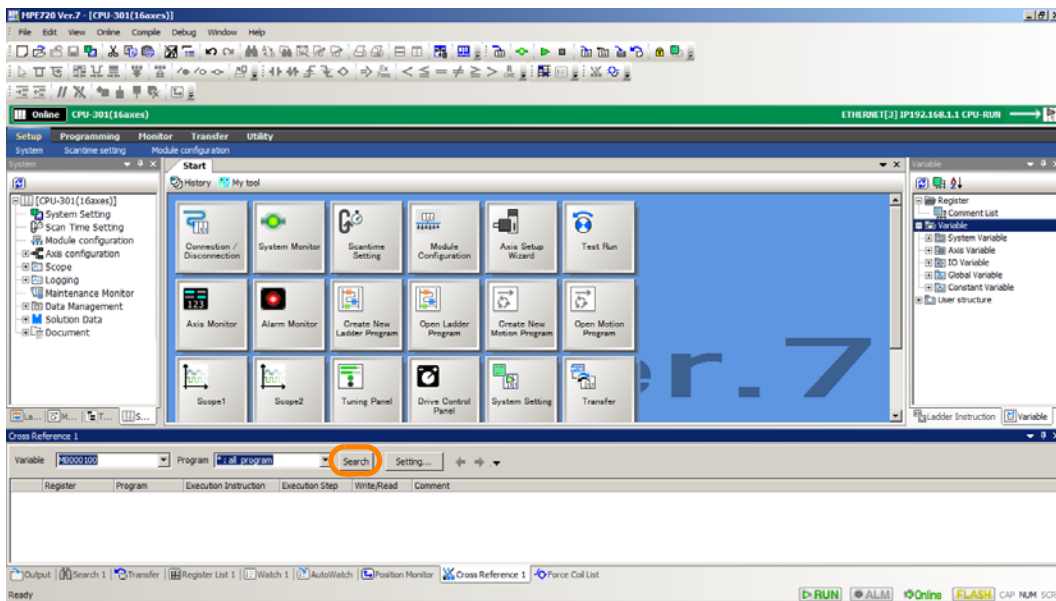 MPE720 Ver.7 - [CPU-301(16axes)]
File Edit View Online Compile Debug Window Help
Online CPU-301(16axes) ETHERNET[3] IP192.168.1.1 CPU-RUN
Setup Programming Monitor Transfer Utility
System Scantime setting Module configuration
System
Start
Variable
History My tool
[CPU-301(16axes)]
System Setting
Scan Time Setting
Module configuration
Axis configuration
Scope
Logging
Maintenance Monitor
Data Management
Solution Data
Document
Connection / Disconnection
System Monitor
Scantime Setting
Module Configuration
Axis Setup Wizard
Test Run
Axis Monitor
Alarm Monitor
Create New Ladder Program
Open Ladder Program
Create New Motion Program
Open Motion Program
Scope1
Scope2
Tuning Panel
Drive Control Panel
System Setting
Transfer
er.7
Register
Comment List
Variable
System Variable
Axis Variable
IO Variable
Global Variable
Constant Variable
User structure
La... M... T... S...
Ladder Instruction Variable
Cross Reference 1
Variable MB000100 Program *: all program Search Setting...
Register Program Execution Instruction Execution Step Write/Read Comment
Output Search 1 Transfer Register List 1 Watch 1 AutoWatch Position Monitor Cross Reference 1 Force Coil List
Ready RUN ALM Online FLASH CAP NUM SCR